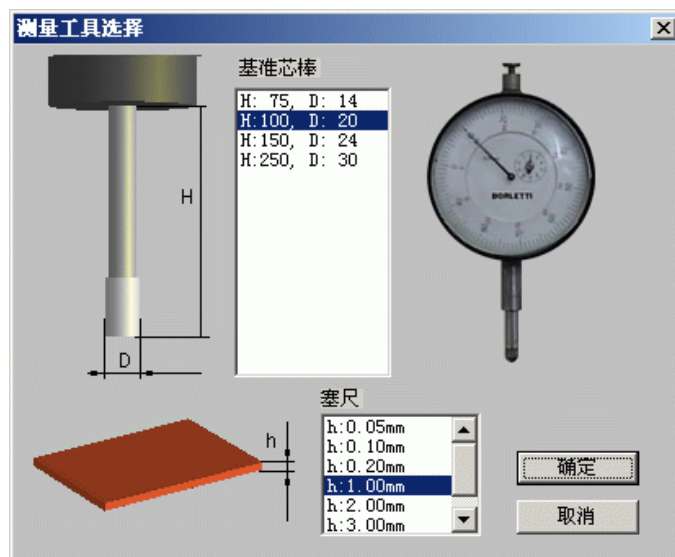 测量工具选择
基准芯棒
H: 75, D: 14
H:100, D: 20
H:150, D: 24
H:250, D: 30
H
D
BORLETTI
塞尺
h:0.05mm
h:0.10mm
h:0.20mm
h:1.00mm
h:2.00mm
h:3.00mm
h
确定
取消